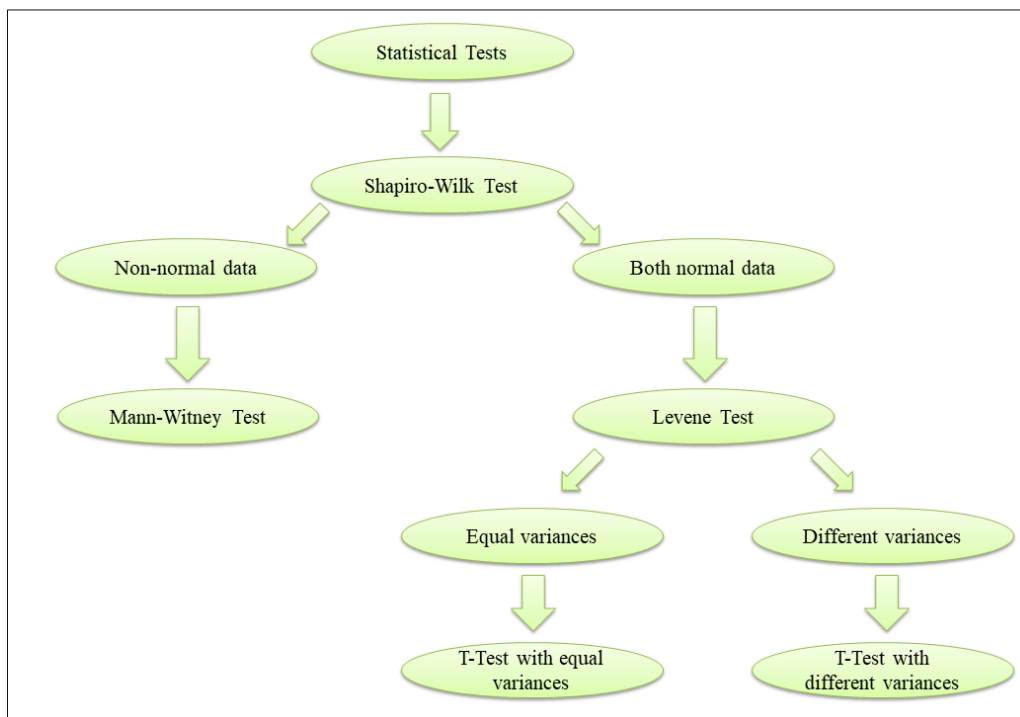 Statistical Tests
Shapiro-Wilk Test
Non-normal data
Both normal data
Mann-Witney Test
Levene Test
Equal variances
Different variances
T-Test with equal
variances
T-Test with
different variances